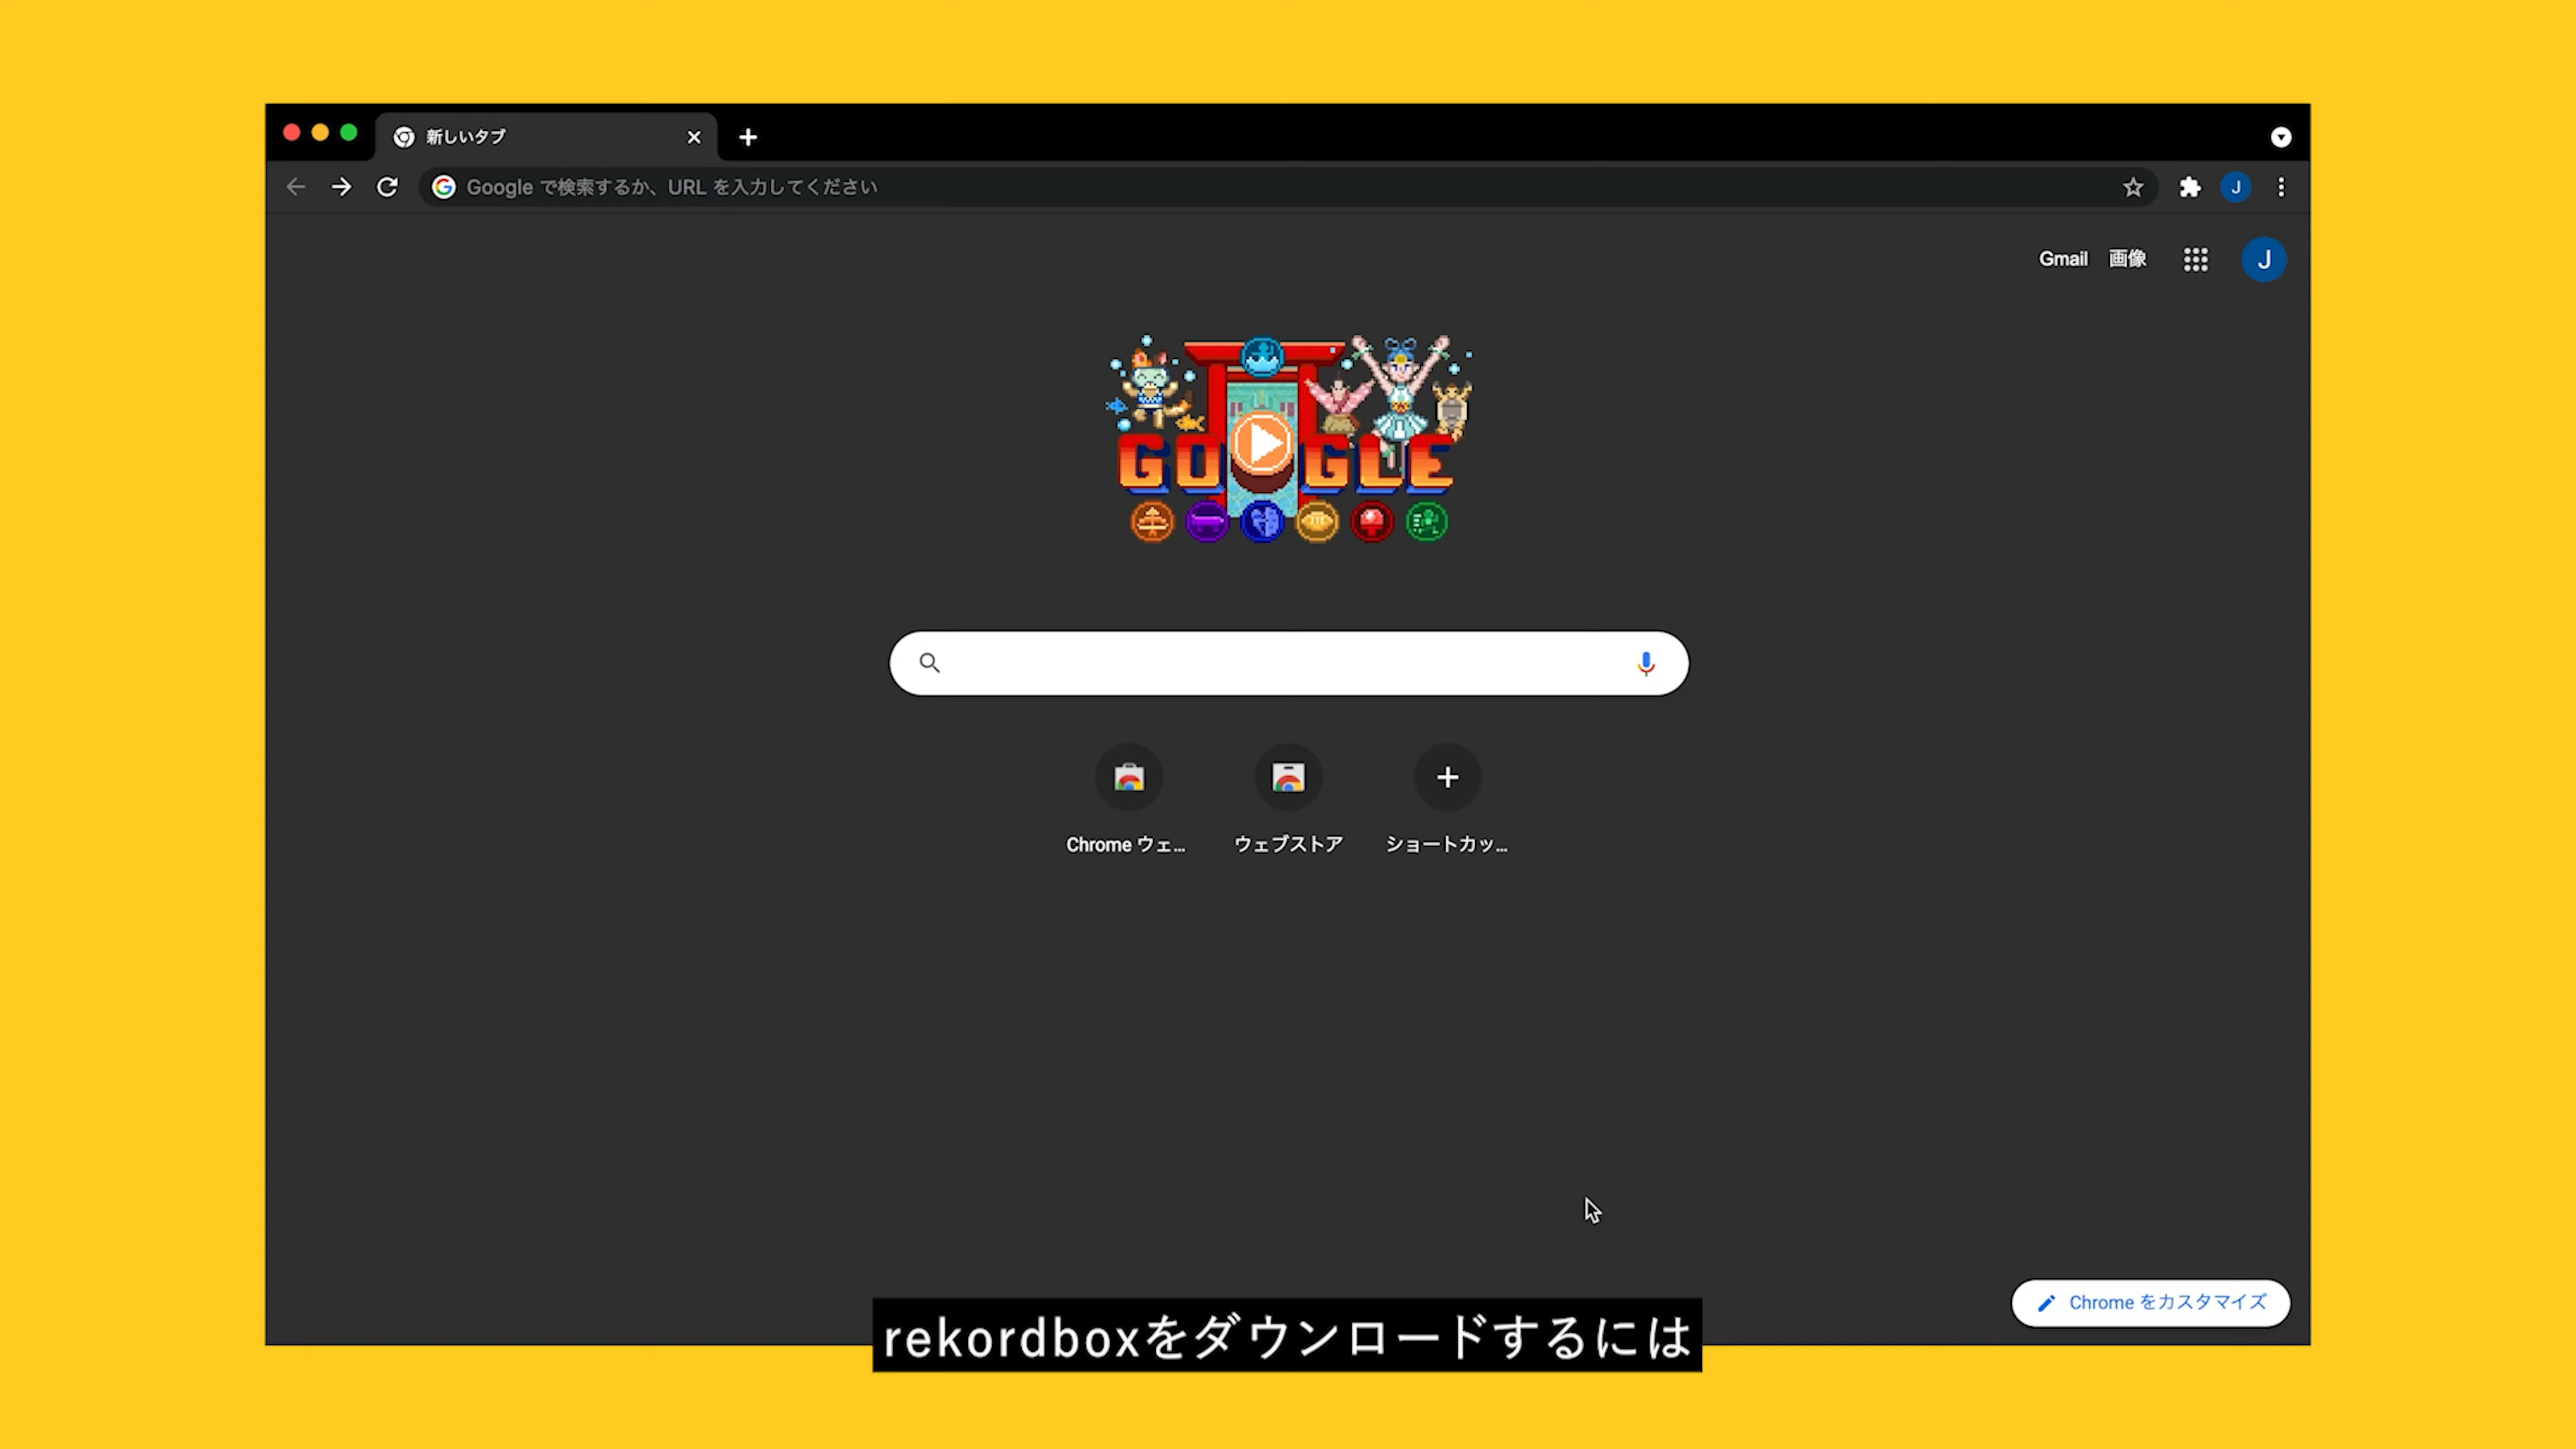 新しいタブ
Google で検索するか、URL を入力してください
J
Gmail 画像
J
GOOGLE
Chrome ウェ...
ウェブストア
ショートカッ...
Chrome をカスタマイズ
rekordboxをダウンロードするには